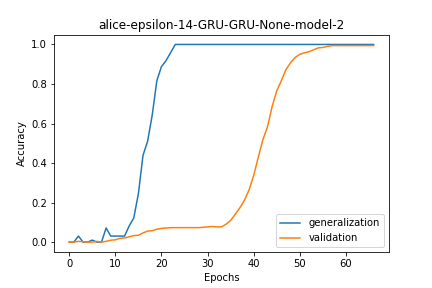 alice-epsilon-14-GRU-GRU-None-model-2
1.0
0.8
0.6
0.4
0.2
0.0
Accuracy
0 10 20 30 40 50 60
Epochs
generalization
validation